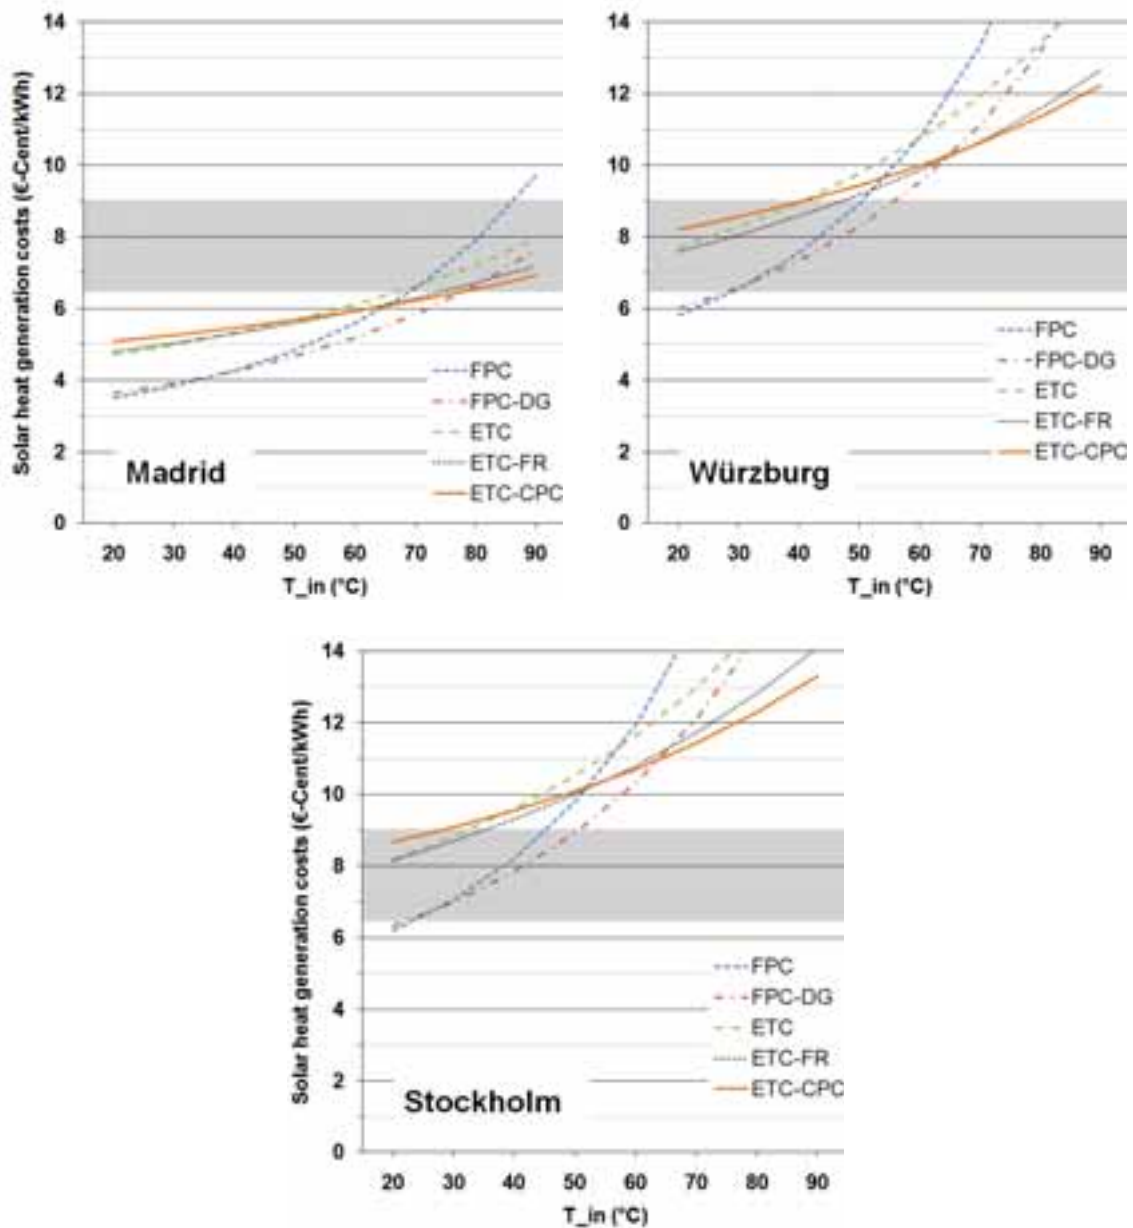 Solar heat generation costs (€-Cent/kWh)
14
12
10
8
6
4
2
0
FPC
FPC-DG
ETC
ETC-FR
ETC-CPC
Madrid
20 30 40 50 60 70 80 90
T_in (°C)
14
12
10
8
6
4
2
0
FPC
FPC-DG
ETC
ETC-FR
ETC-CPC
Würzburg
20 30 40 50 60 70 80 90
T_in (°C)
Solar heat generation costs (€-Cent/kWh)
14
12
10
8
6
4
2
0
FPC
FPC-DG
ETC
ETC-FR
ETC-CPC
Stockholm
20 30 40 50 60 70 80 90
T_in (°C)